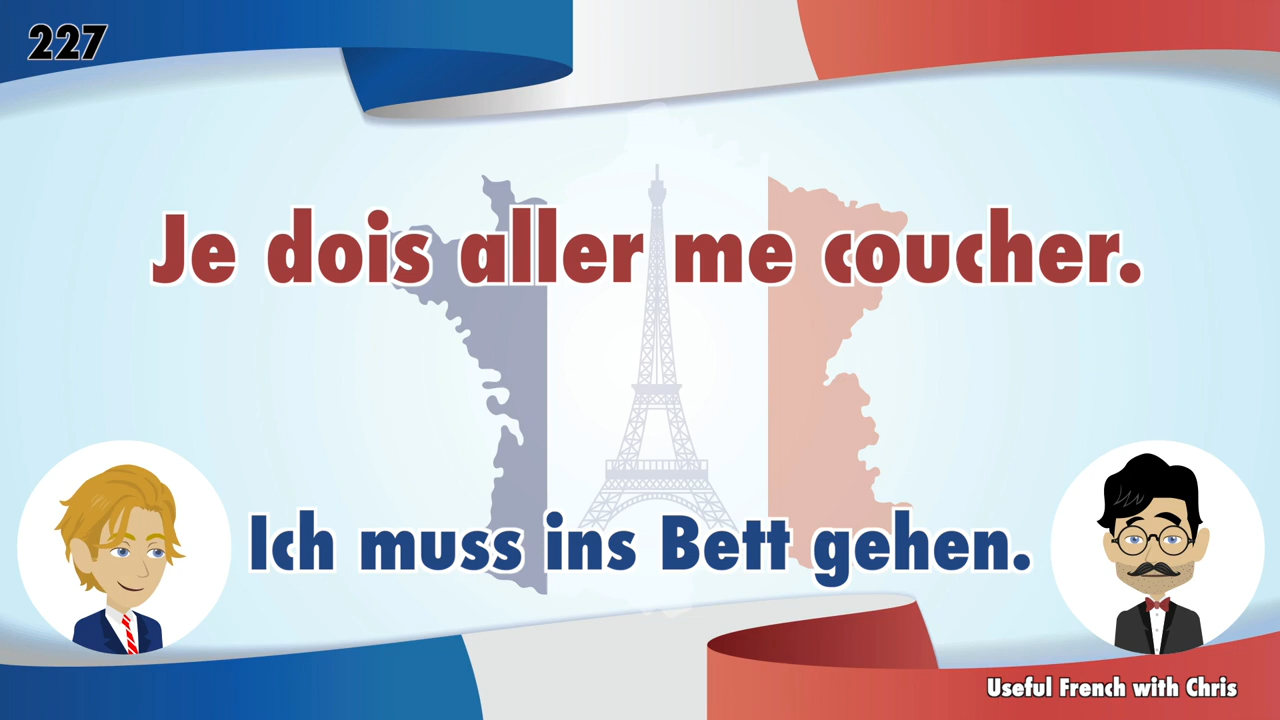 227
Je dois aller me coucher.
Ich muss ins Bett gehen.
Useful French with Chris